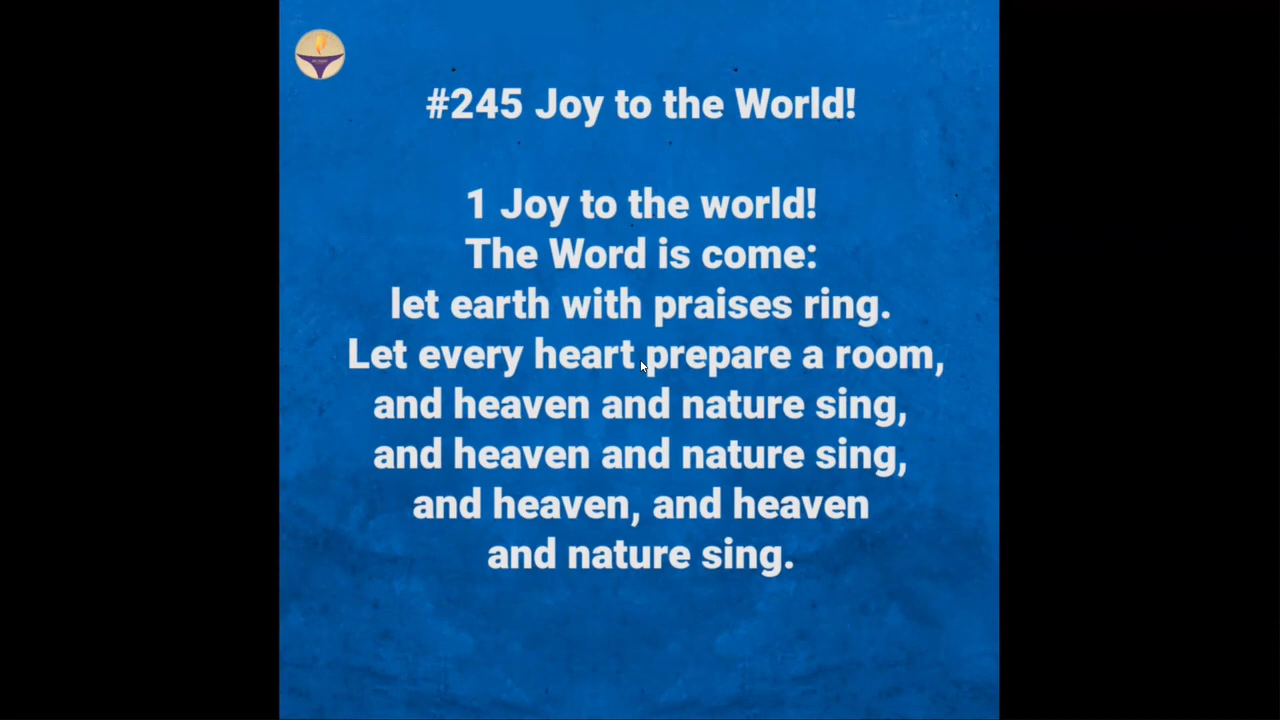 #245 Joy to the World!
1 Joy to the world!
The Word is come:
let earth with praises ring.
Let every heart prepare a room,
and heaven and nature sing,
and heaven and nature sing,
and heaven, and heaven
and nature sing.